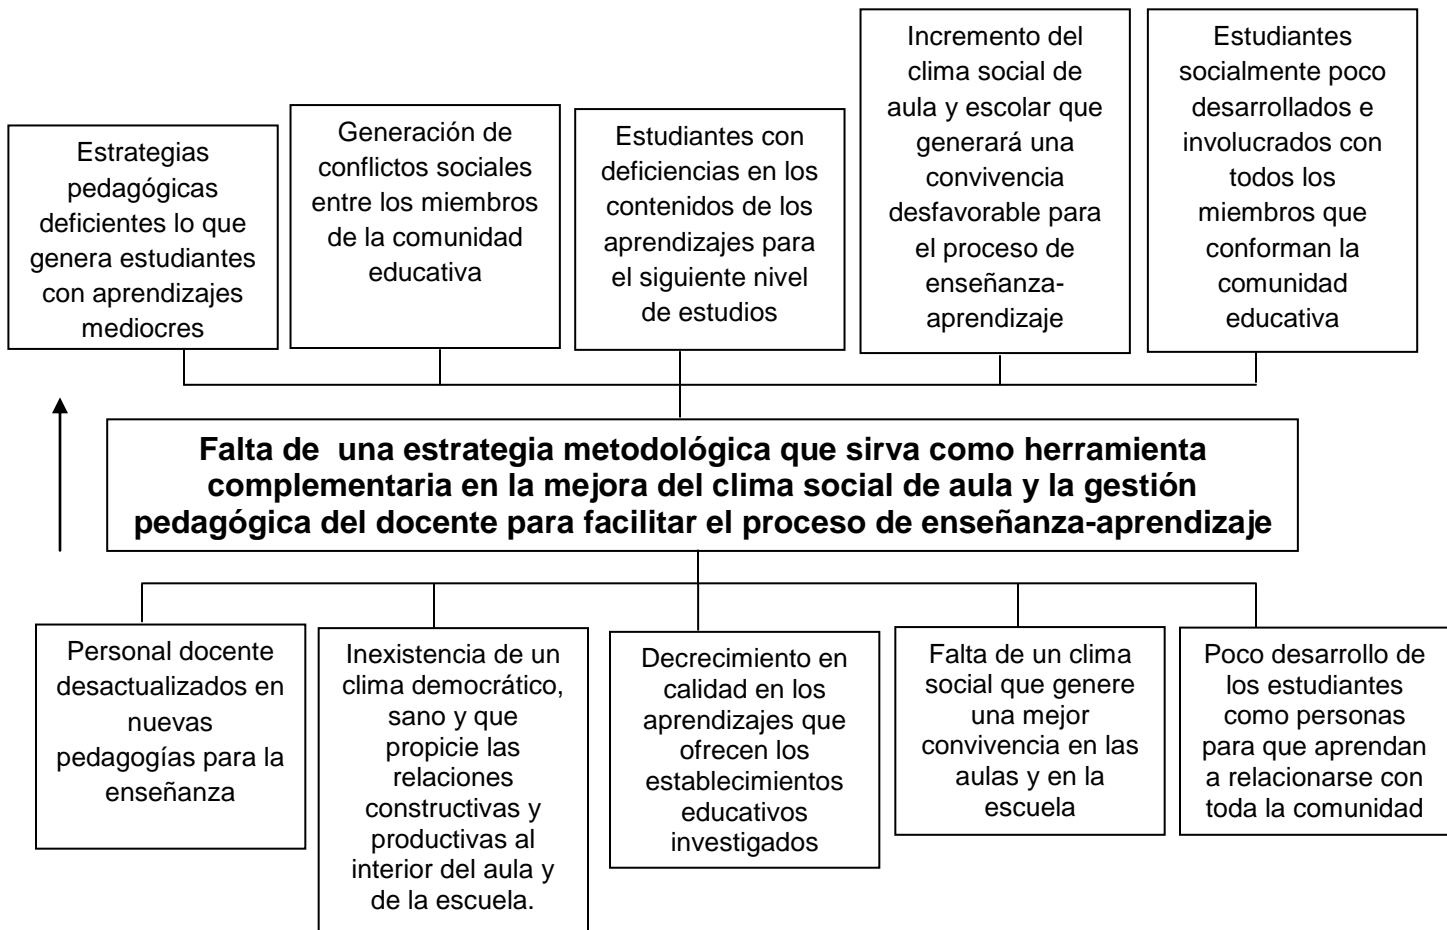 Estrategias
pedagógicas
deficientes lo que
genera estudiantes
con aprendizajes
mediocres
Generación de
conflictos sociales
entre los miembros
de la comunidad
educativa
Estudiantes con
deficiencias en los
contenidos de los
aprendizajes para
el siguiente nivel
de estudios
Incremento del
clima social de
aula y escolar que
generará una
convivencia
desfavorable para
el proceso de
enseñanza-
aprendizaje
Estudiantes
socialmente poco
desarrollados e
involucrados con
todos los
miembros que
conforman la
comunidad
educativa
Falta de una estrategia metodológica que sirva como herramienta
complementaria en la mejora del clima social de aula y la gestión
pedagógica del docente para facilitar el proceso de enseñanza-aprendizaje
Personal docente
desactualizados en
nuevas
pedagogías para la
enseñanza
Inexistencia de un
clima democrático,
sano y que
propicie las
relaciones
constructivas y
productivas al
interior del aula y
de la escuela.
Decrecimiento en
calidad en los
aprendizajes que
ofrecen los
establecimientos
educativos
investigados
Falta de un clima
social que genere
una mejor
convivencia en las
aulas y en la
escuela
Poco desarrollo de
los estudiantes
como personas
para que aprendan
a relacionarse con
toda la comunidad